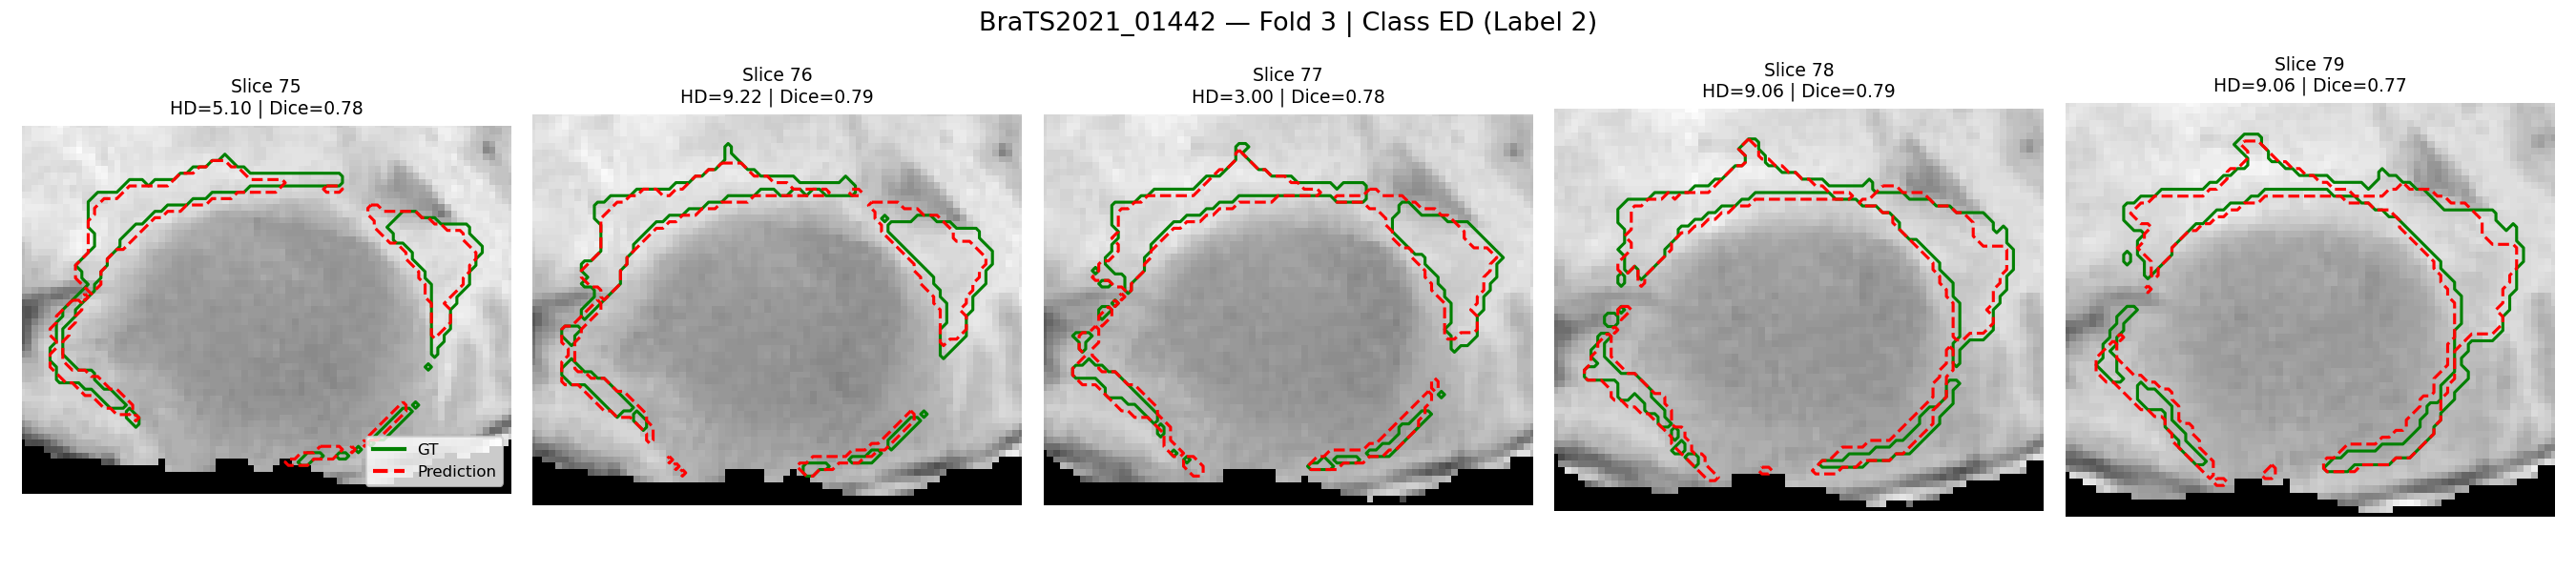 BraTS2021_01442 — Fold 3 | Class ED (Label 2)
Slice 75
HD=5.10 | Dice=0.78
Slice 76
HD=9.22 | Dice=0.79
Slice 77
HD=3.00 | Dice=0.78
Slice 78
HD=9.06 | Dice=0.79
Slice 79
HD=9.06 | Dice=0.77
GT
Prediction